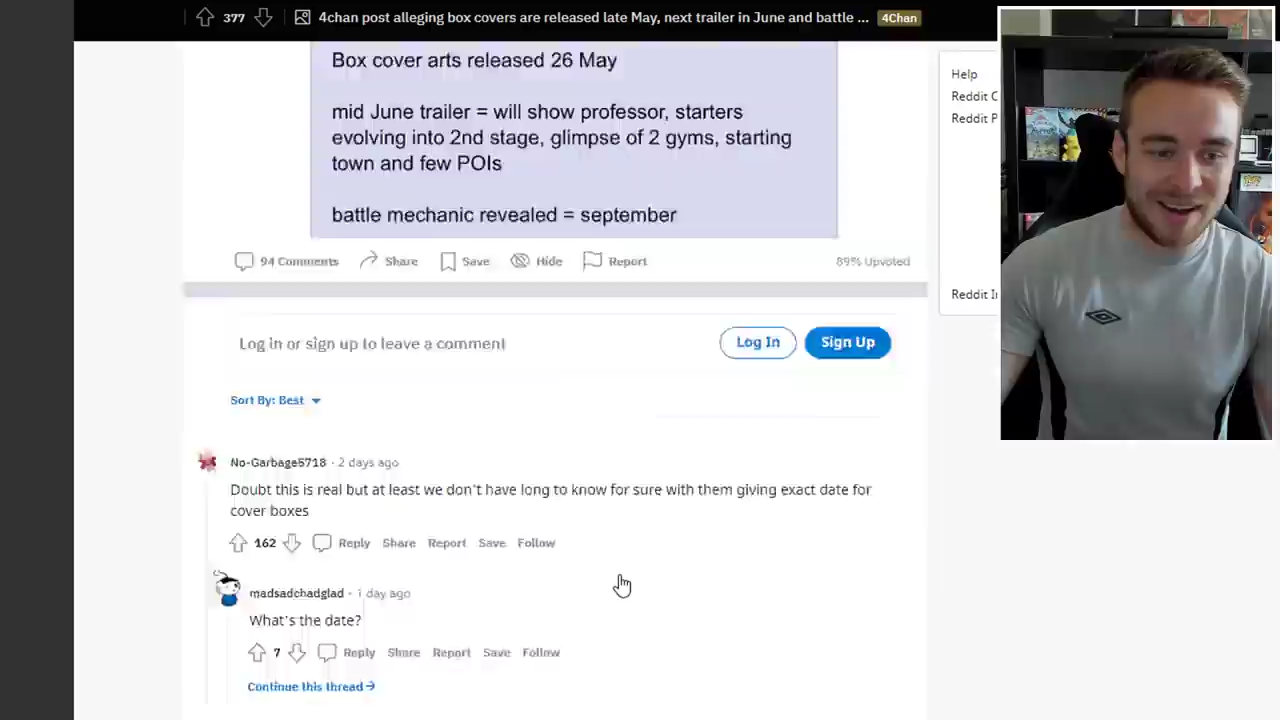 377 4chan post alleging box covers are released late May, next trailer in June and battle ... 4Chan
Box cover arts released 26 May
mid June trailer = will show professor, starters
evolving into 2nd stage, glimpse of 2 gyms, starting
town and few POIs
battle mechanic revealed = september
94 Comments Share Save Hide Report 89% Upvoted
Help
Reddit C
Reddit P
Reddit I
Log in or sign up to leave a comment Log In Sign Up
Sort By: Best
No-Garbage5718 · 2 days ago
Doubt this is real but at least we don't have long to know for sure with them giving exact date for
cover boxes
162 Reply Share Report Save Follow
madsadchadglad · 1 day ago
What's the date?
7 Reply Share Report Save Follow
Continue this thread